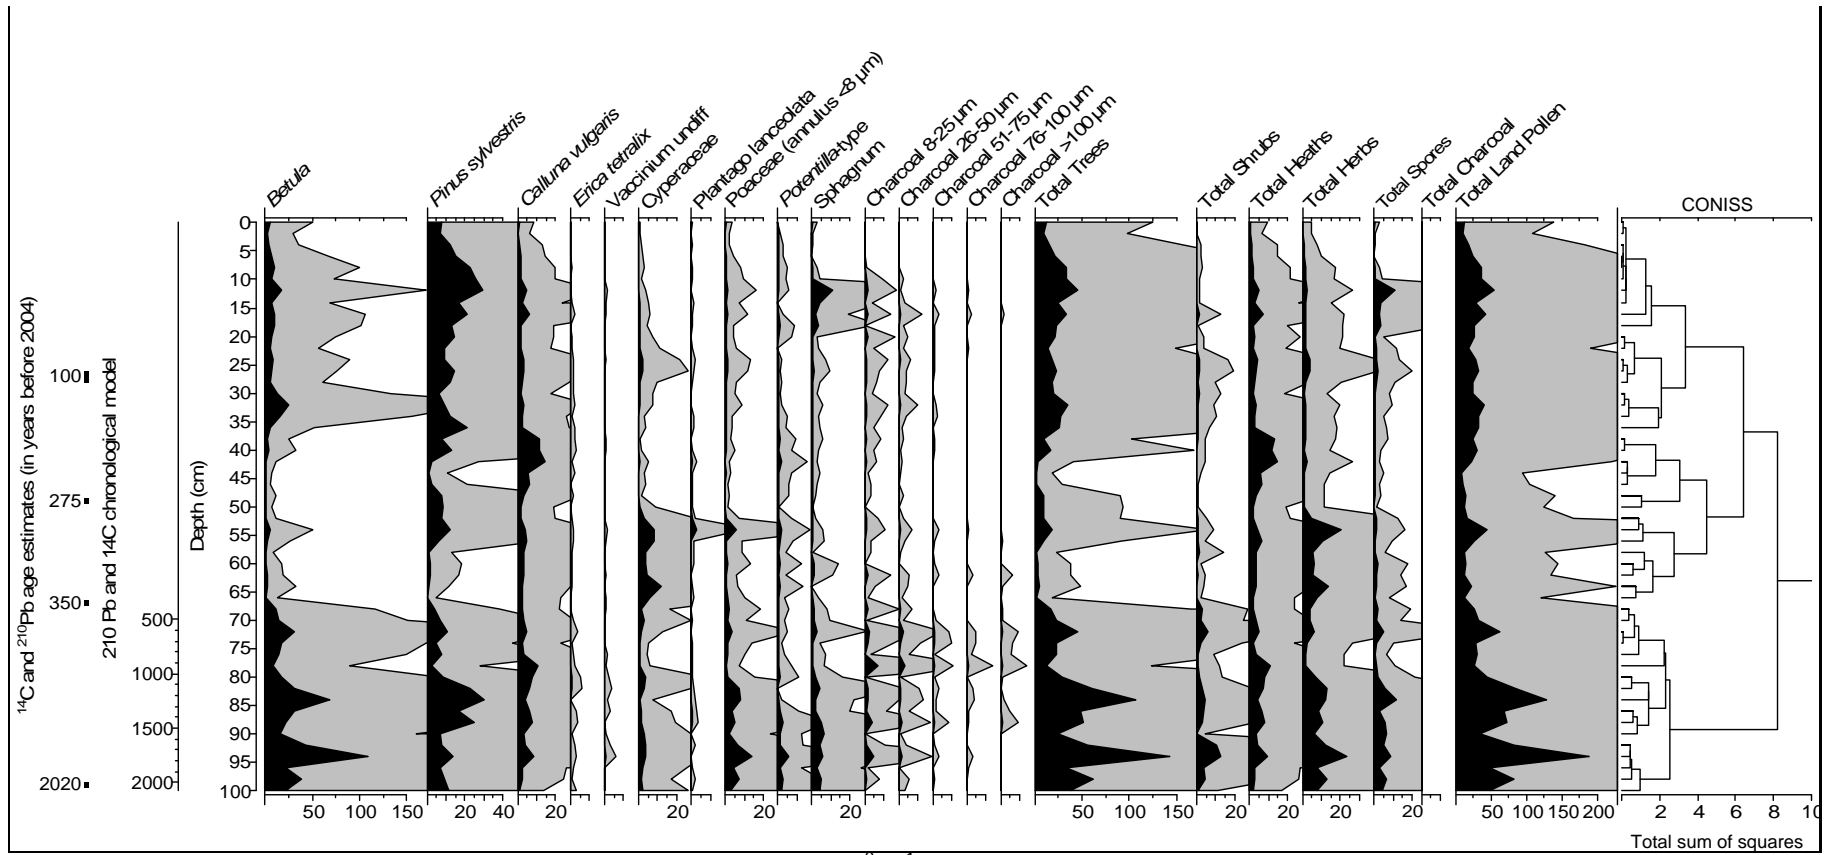 Betula
Pinus sylvestris
Calluna vulgaris
Erica tetralix
Vaccinium undiff
Cyperaceae
Plantago lanceolata
Poaceae (annulus <8 µm)
Potentilla-type
Sphagnum
Charcoal 8-25 µm
Charcoal 26-50 µm
Charcoal 51-75 µm
Charcoal 76-100 µm
Charcoal >100 µm
Total Trees
Total Shrubs
Total Heaths
Total Herbs
Total Spores
Total Charcoal
Total Land Pollen
CONISS
14C and 210Pb age estimates (in years before 2004)
100
275
350
2020
210 Pb and 14C chronological model
500
1000
1500
2000
Depth (cm)
0
5
10
15
20
25
30
35
40
45
50
55
60
65
70
75
80
85
90
95
100
50 100 150 20 40 20 20 20 20 50 100 150 20 20 20 20 50 100 150 200 2 4 6 8 10
Total sum of squares